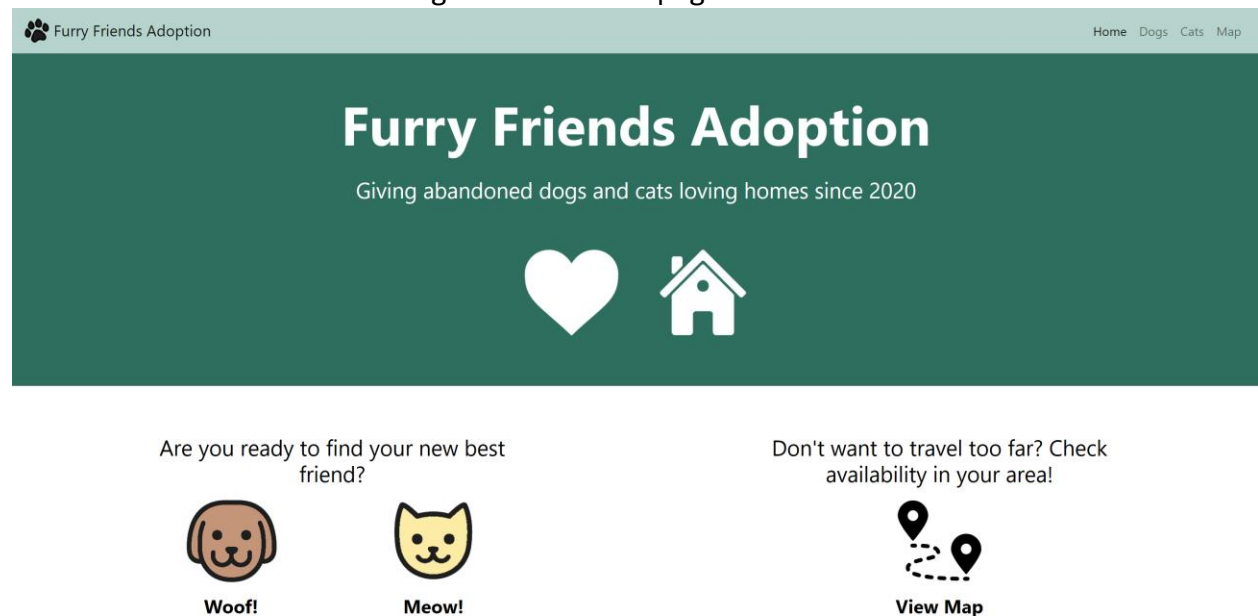 Furry Friends Adoption
Home Dogs Cats Map
Furry Friends Adoption
Giving abandoned dogs and cats loving homes since 2020
Are you ready to find your new best
friend?
Woof!
Meow!
Don't want to travel too far? Check
availability in your area!
View Map